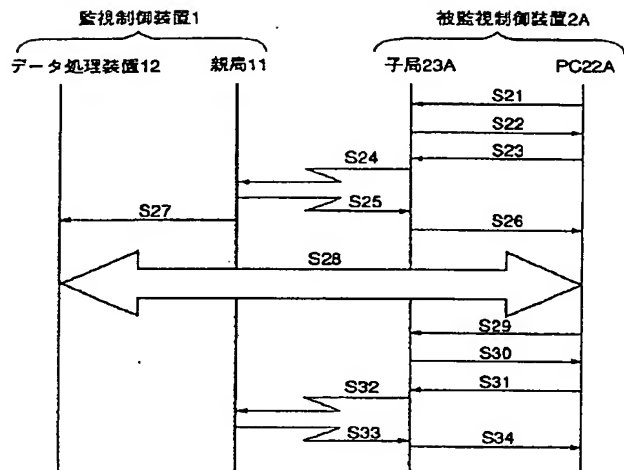 監視制御装置1
被監視制御装置2A
データ処理装置12
親局11
子局23A
PC22A
S21
S22
S23
S24
S25
S27
S26
S28
S29
S30
S31
S32
S33
S34